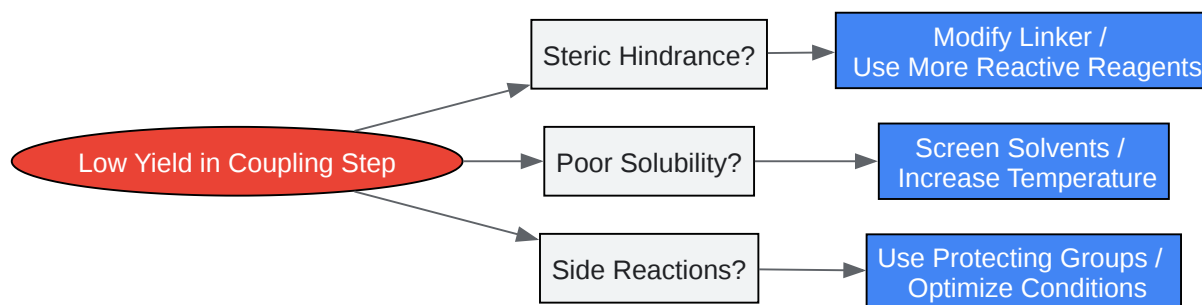 Low Yield in Coupling Step
Steric Hindrance?
Modify Linker /
Use More Reactive Reagents
Poor Solubility?
Screen Solvents /
Increase Temperature
Side Reactions?
Use Protecting Groups /
Optimize Conditions